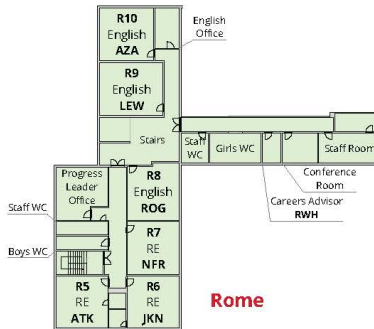 R10
English
AZA
English
Office
R9
English
LEW
Stairs
Staff
WC
Girls WC
Staff Room
Conference
Room
Careers Advisor
RWH
Progress
Leader
Office
R8
English
ROG
Staff WC
Boys WC
R7
RE
NFR
R5
RE
ATK
R6
RE
JKN
Rome